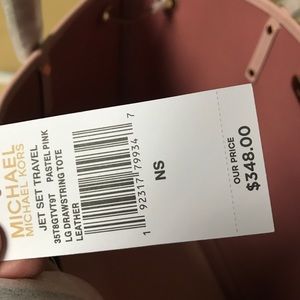 MICHAEL
MICHAEL KORS
JET SET TRAVEL
35T8GTVT9T PASTEL PINK
LG DRAWSTRING TOTE
LEATHER
1 92317 79934 7
NS
OUR PRICE
$348.00